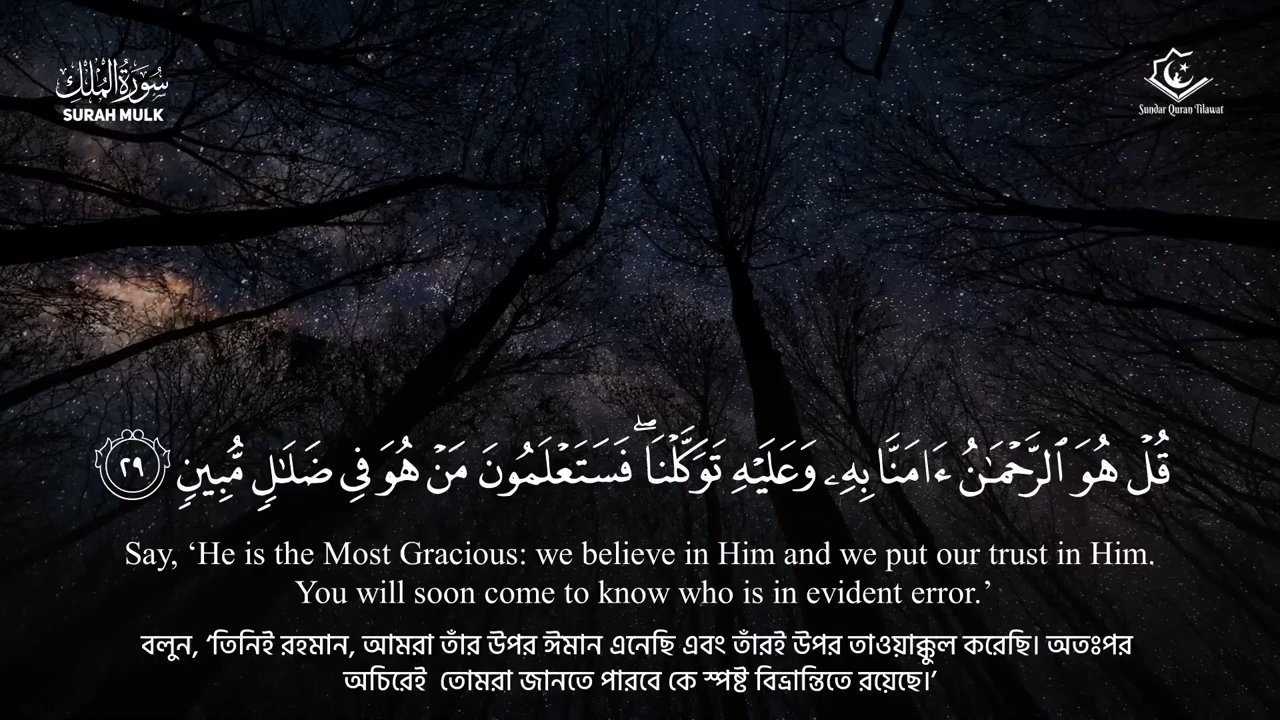 سُورَةُ الْمُلْكِ
SURAH MULK
Sundar Quran Tilawat
قُلۡ هُوَ ٱلرَّحۡمَـٰنُ ءَامَنَّا بِهِۦ وَعَلَيۡهِ تَوَكَّلۡنَاۖ فَسَتَعۡلَمُونَ مَنۡ هُوَ فِی ضَلَـٰلࣲ مُّبِینࣲ ٢٩
Say, ‘He is the Most Gracious: we believe in Him and we put our trust in Him.
You will soon come to know who is in evident error.’
বলুন, ‘তিনিই রহমান, আমরা তাঁর উপর ঈমান এনেছি এবং তাঁরই উপর তাওয়াক্কুল করেছি। অতঃপর
অচিরেই তোমরা জানতে পারবে কে স্পষ্ট বিভ্রান্তিতে রয়েছে।’